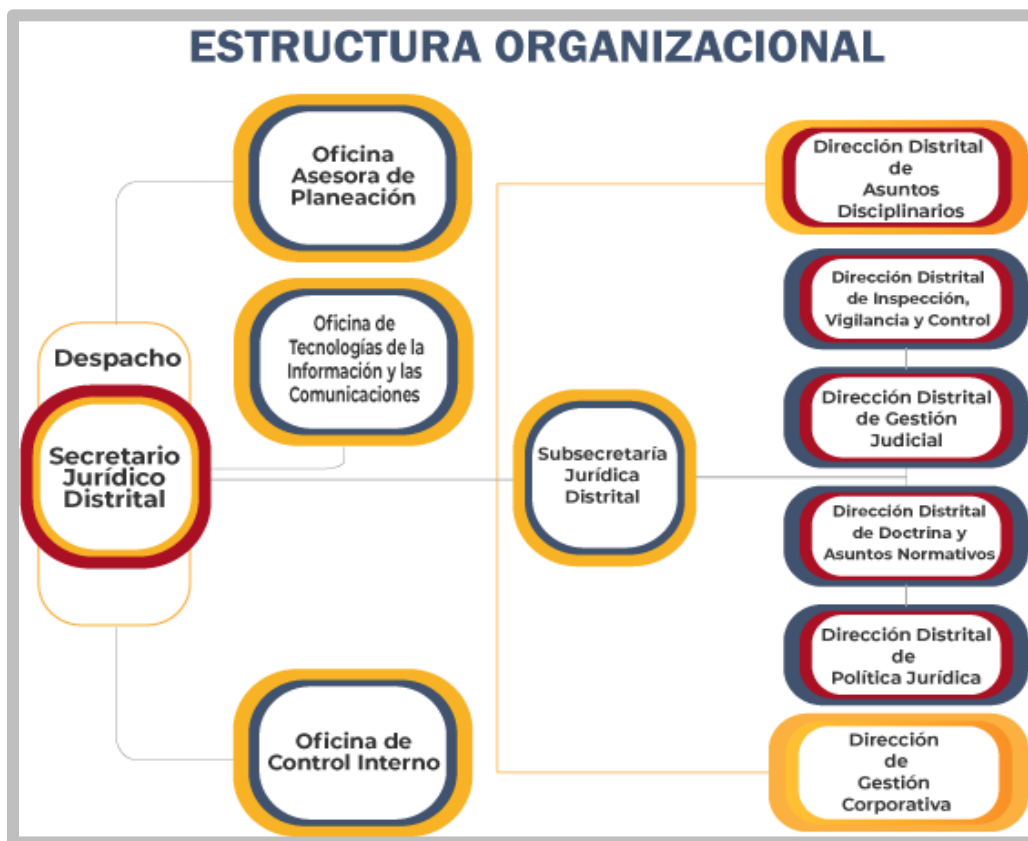 ESTRUCTURA ORGANIZACIONAL
Oficina
Asesora de
Planeación
Oficina de
Tecnologías de la
Información y las
Comunicaciones
Despacho
Secretario
Jurídico
Distrital
Oficina de
Control Interno
Subsecretaría
Jurídica
Distrital
Dirección Distrital
de
Asuntos
Disciplinarios
Dirección Distrital
de Inspección,
Vigilancia y Control
Dirección Distrital
de Gestión
Judicial
Dirección Distrital
de Doctrina y
Asuntos Normativos
Dirección Distrital
de
Política Jurídica
Dirección
de
Gestión
Corporativa